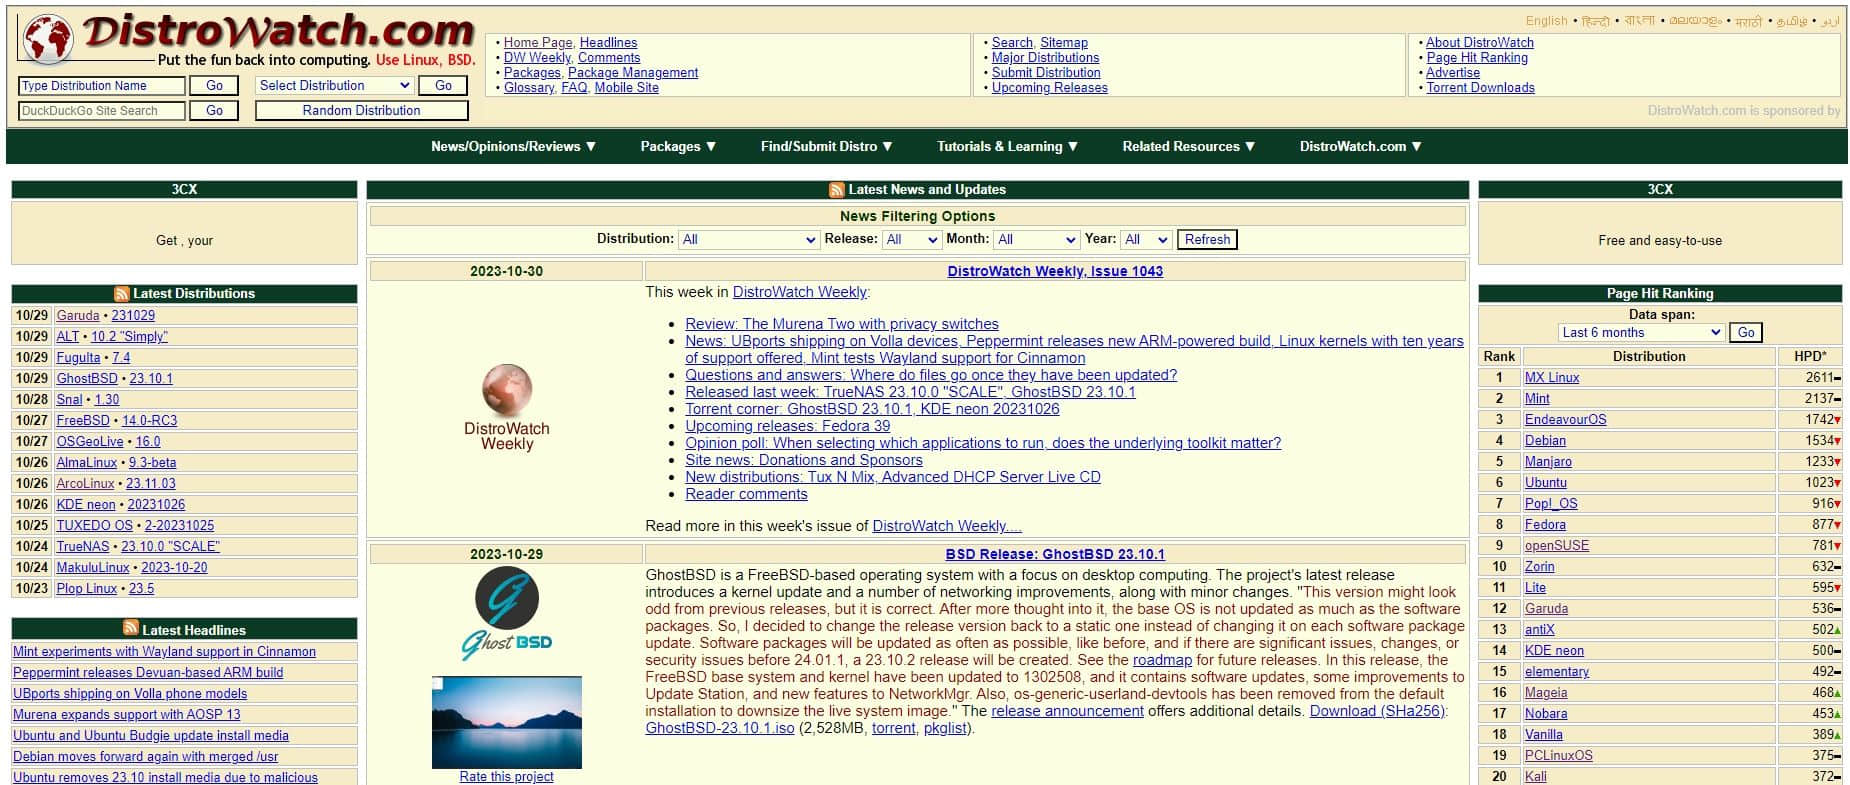 DistroWatch.com
Put the fun back into computing. Use Linux, BSD.
Type Distribution Name Go Select Distribution Go
DuckDuckGo Site Search Go Random Distribution
English • हिन्दी • বাংলা • മലയാളം • मराठी • தமிழ் • اردو
• Home Page, Headlines
• DW Weekly, Comments
• Packages, Package Management
• Glossary, FAQ, Mobile Site
• Search, Sitemap
• Major Distributions
• Submit Distribution
• Upcoming Releases
• About DistroWatch
• Page Hit Ranking
• Advertise
• Torrent Downloads
DistroWatch.com is sponsored by
News/Opinions/Reviews ▼ Packages ▼ Find/Submit Distro ▼ Tutorials & Learning ▼ Related Resources ▼ DistroWatch.com ▼
3CX
Get , your
Latest Distributions
10/29 Garuda • 231029
10/29 ALT • 10.2 "Simply"
10/29 FuguIta • 7.4
10/29 GhostBSD • 23.10.1
10/28 Snal • 1.30
10/27 FreeBSD • 14.0-RC3
10/27 OSGeoLive • 16.0
10/26 AlmaLinux • 9.3-beta
10/26 ArcoLinux • 23.11.03
10/26 KDE neon • 20231026
10/25 TUXEDO OS • 2-20231025
10/24 TrueNAS • 23.10.0 "SCALE"
10/24 MakuluLinux • 2023-10-20
10/23 Plop Linux • 23.5
Latest Headlines
Mint experiments with Wayland support in Cinnamon
Peppermint releases Devuan-based ARM build
UBports shipping on Volla phone models
Murena expands support with AOSP 13
Ubuntu and Ubuntu Budgie update install media
Debian moves forward again with merged /usr
Ubuntu removes 23.10 install media due to malicious
Latest News and Updates
News Filtering Options
Distribution: All Release: All Month: All Year: All Refresh
2023-10-30 DistroWatch Weekly, Issue 1043
DistroWatch
Weekly
This week in DistroWatch Weekly:
• Review: The Murena Two with privacy switches
• News: UBports shipping on Volla devices, Peppermint releases new ARM-powered build, Linux kernels with ten years
of support offered, Mint tests Wayland support for Cinnamon
• Questions and answers: Where do files go once they have been updated?
• Released last week: TrueNAS 23.10.0 "SCALE", GhostBSD 23.10.1
• Torrent corner: GhostBSD 23.10.1, KDE neon 20231026
• Upcoming releases: Fedora 39
• Opinion poll: When selecting which applications to run, does the underlying toolkit matter?
• Site news: Donations and Sponsors
• New distributions: Tux N Mix, Advanced DHCP Server Live CD
• Reader comments
Read more in this week's issue of DistroWatch Weekly....
2023-10-29 BSD Release: GhostBSD 23.10.1
Ghost BSD
Rate this project
GhostBSD is a FreeBSD-based operating system with a focus on desktop computing. The project's latest release
introduces a kernel update and a number of networking improvements, along with minor changes. "This version might look
odd from previous releases, but it is correct. After more thought into it, the base OS is not updated as much as the software
packages. So, I decided to change the release version back to a static one instead of changing it on each software package
update. Software packages will be updated as often as possible, like before, and if there are significant issues, changes, or
security issues before 24.01.1, a 23.10.2 release will be created. See the roadmap for future releases. In this release, the
FreeBSD base system and kernel have been updated to 1302508, and it contains software updates, some improvements to
Update Station, and new features to NetworkMgr. Also, os-generic-userland-devtools has been removed from the default
installation to downsize the live system image." The release announcement offers additional details. Download (SHa256):
GhostBSD-23.10.1.iso (2,528MB, torrent, pkglist).
3CX
Free and easy-to-use
Page Hit Ranking
Data span:
Last 6 months Go
Rank Distribution HPD*
1 MX Linux 2611
2 Mint 2137
3 EndeavourOS 1742▼
4 Debian 1534▼
5 Manjaro 1233▼
6 Ubuntu 1023▼
7 Pop!_OS 916▼
8 Fedora 877▼
9 openSUSE 781▼
10 Zorin 632
11 Lite 595▼
12 Garuda 536
13 antiX 502▲
14 KDE neon 500
15 elementary 492
16 Mageia 468▲
17 Nobara 453▲
18 Vanilla 389▲
19 PCLinuxOS 375
20 Kali 372